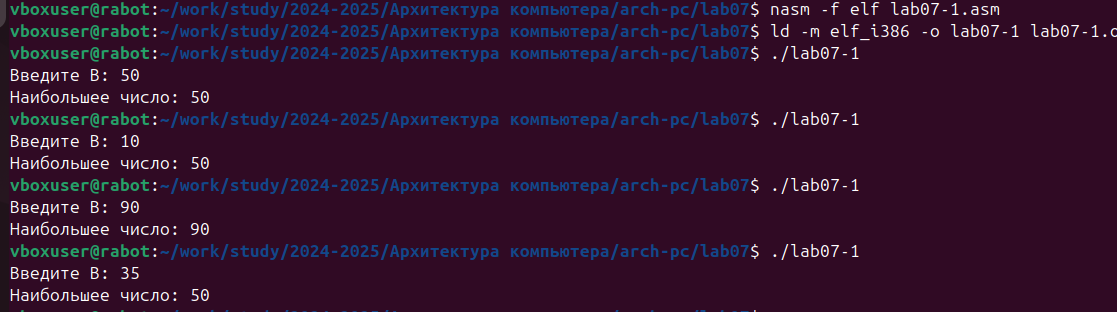 vboxuser@rabot:~/work/study/2024-2025/Архитектура компьютера/arch-pc/lab07$ nasm -f elf lab07-1.asm
vboxuser@rabot:~/work/study/2024-2025/Архитектура компьютера/arch-pc/lab07$ ld -m elf_i386 -o lab07-1 lab07-1.o
vboxuser@rabot:~/work/study/2024-2025/Архитектура компьютера/arch-pc/lab07$ ./lab07-1
Введите B: 50
Наибольшее число: 50
vboxuser@rabot:~/work/study/2024-2025/Архитектура компьютера/arch-pc/lab07$ ./lab07-1
Введите B: 10
Наибольшее число: 50
vboxuser@rabot:~/work/study/2024-2025/Архитектура компьютера/arch-pc/lab07$ ./lab07-1
Введите B: 90
Наибольшее число: 90
vboxuser@rabot:~/work/study/2024-2025/Архитектура компьютера/arch-pc/lab07$ ./lab07-1
Введите B: 35
Наибольшее число: 50